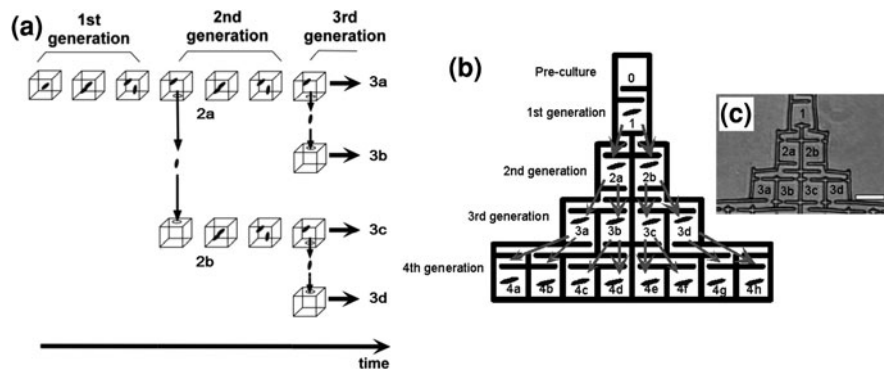 (a)
1st generation
2nd generation
3rd generation
3a
2a
3b
3c
2b
3d
time
(b)
Pre-culture
0
1st generation
1
2nd generation
2a 2b
3rd generation
3a 3b 3c 3d
4th generation
4a 4b 4c 4d 4e 4f 4g 4h
(c)
1
2a 2b
3a 3b 3c 3d